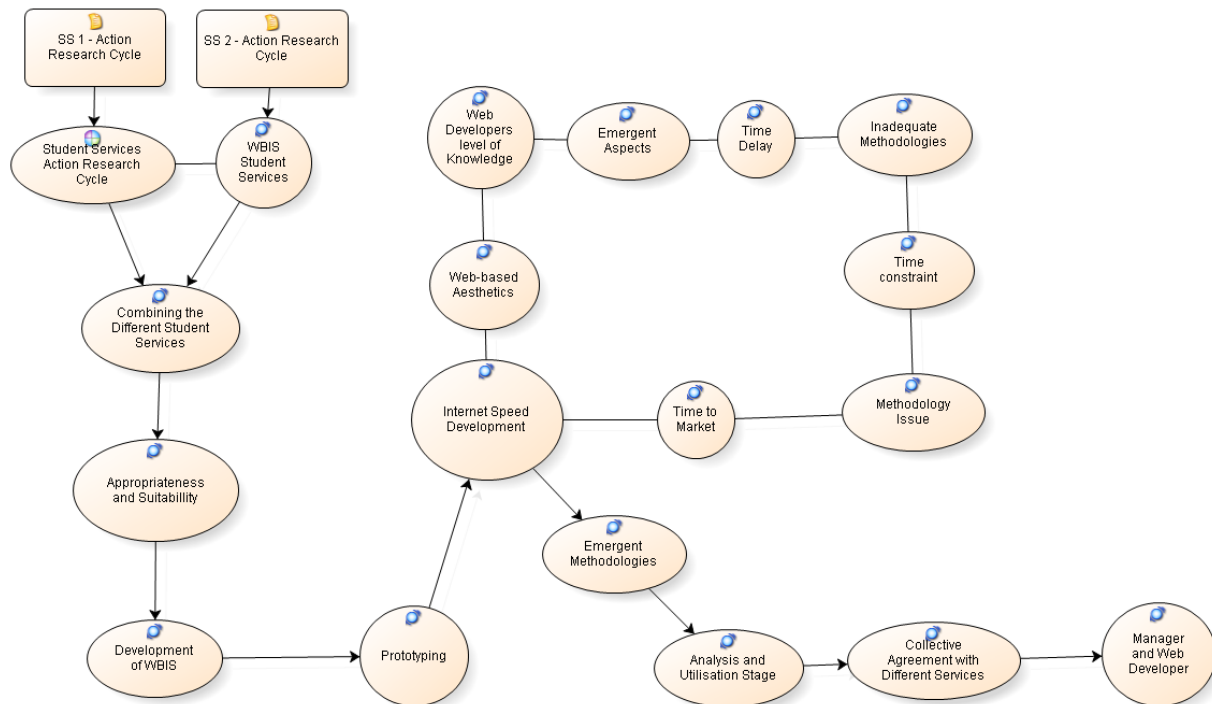 SS 1 - Action
Research Cycle
SS 2 - Action Research
Cycle
Student Services
Action Research
Cycle
WBIS
Student
Services
Combining the
Different Student
Services
Appropriateness
and Suitabillity
Development
of WBIS
Prototyping
Web
Developers
level of
Knowledge
Emergent
Aspects
Time
Delay
Inadequate
Methodologies
Web-based
Aesthetics
Time
constraint
Internet Speed
Development
Time to
Market
Methodology
Issue
Emergent
Methodologies
Analysis and
Utilisation Stage
Collective
Agreement with
Different Services
Manager
and Web
Developer